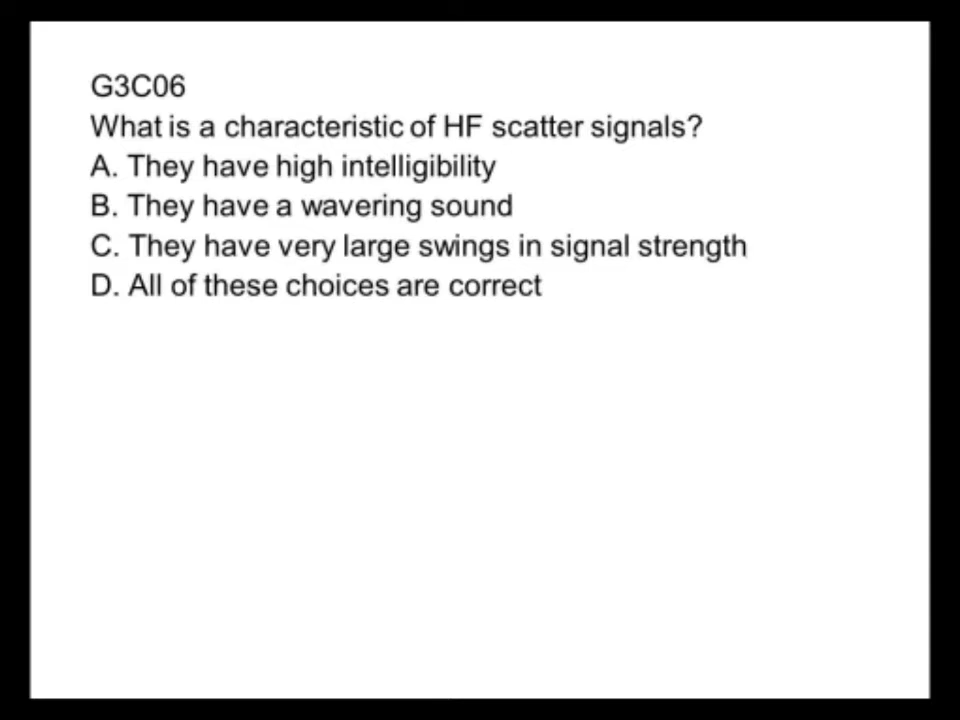 G3C06
What is a characteristic of HF scatter signals?
A. They have high intelligibility
B. They have a wavering sound
C. They have very large swings in signal strength
D. All of these choices are correct